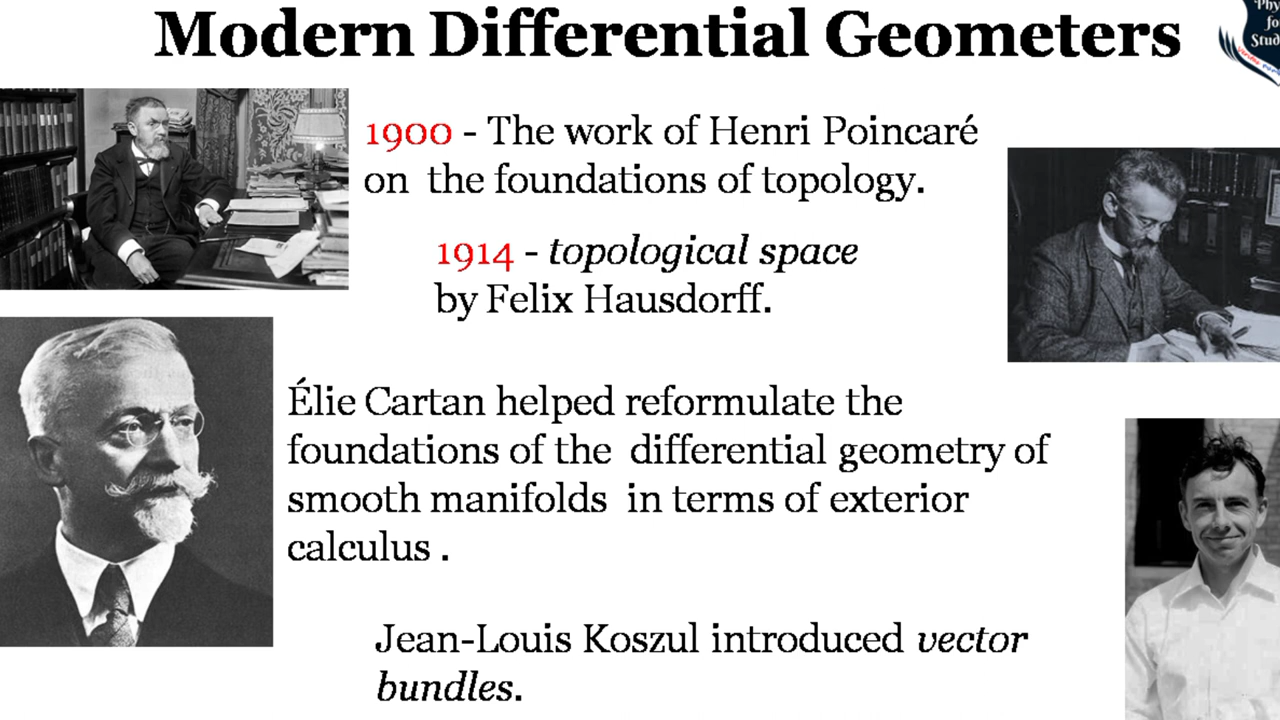 Modern Differential Geometers
1900 - The work of Henri Poincaré
on the foundations of topology.
1914 - topological space
by Felix Hausdorff.
Élie Cartan helped reformulate the
foundations of the differential geometry of
smooth manifolds in terms of exterior
calculus .
Jean-Louis Koszul introduced vector
bundles.